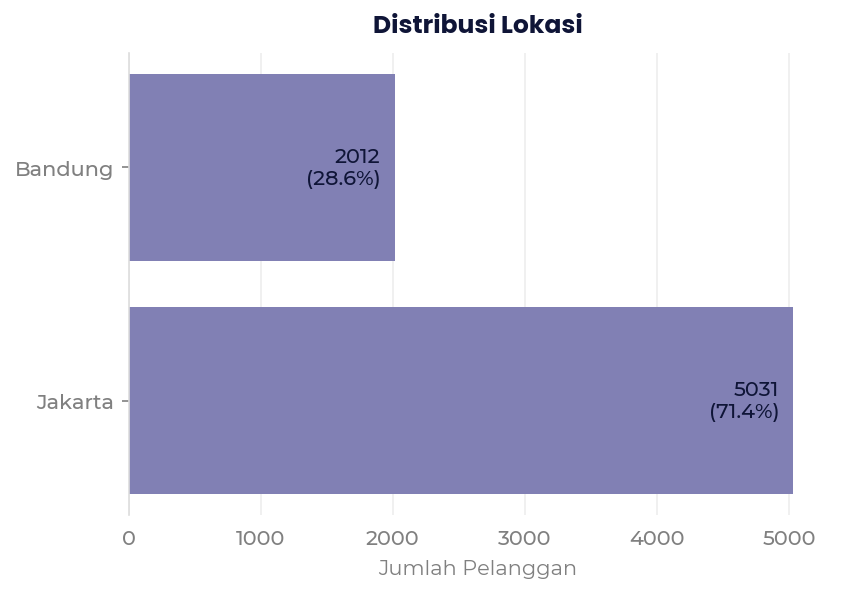 Distribusi Lokasi
Bandung
2012
(28.6%)
Jakarta
5031
(71.4%)
0 1000 2000 3000 4000 5000
Jumlah Pelanggan